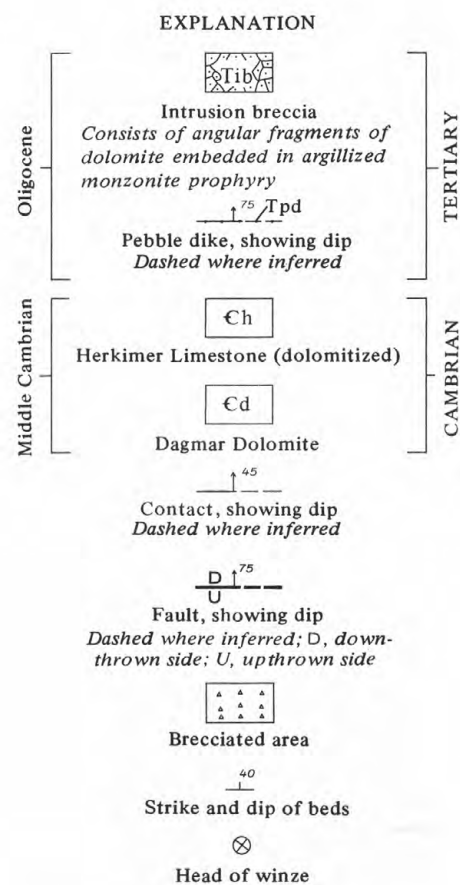 EXPLANATION
Tib
Intrusion breccia
Consists of angular fragments of
dolomite embedded in argillized
monzonite prophyry
75 Tpd
Pebble dike, showing dip
Dashed where inferred
Oligocene
TERTIARY
Ꞓh
Herkimer Limestone (dolomitized)
Ꞓd
Dagmar Dolomite
Middle Cambrian
CAMBRIAN
45
Contact, showing dip
Dashed where inferred
D 75
U
Fault, showing dip
Dashed where inferred; D, down-
thrown side; U, upthrown side
Brecciated area
40
Strike and dip of beds
Head of winze